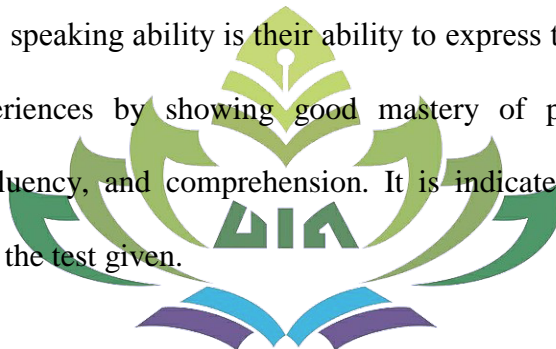 speaking ability is their ability to express t
eriences by showing good mastery of p
luency, and comprehension. It is indicate
UIN
the test given.